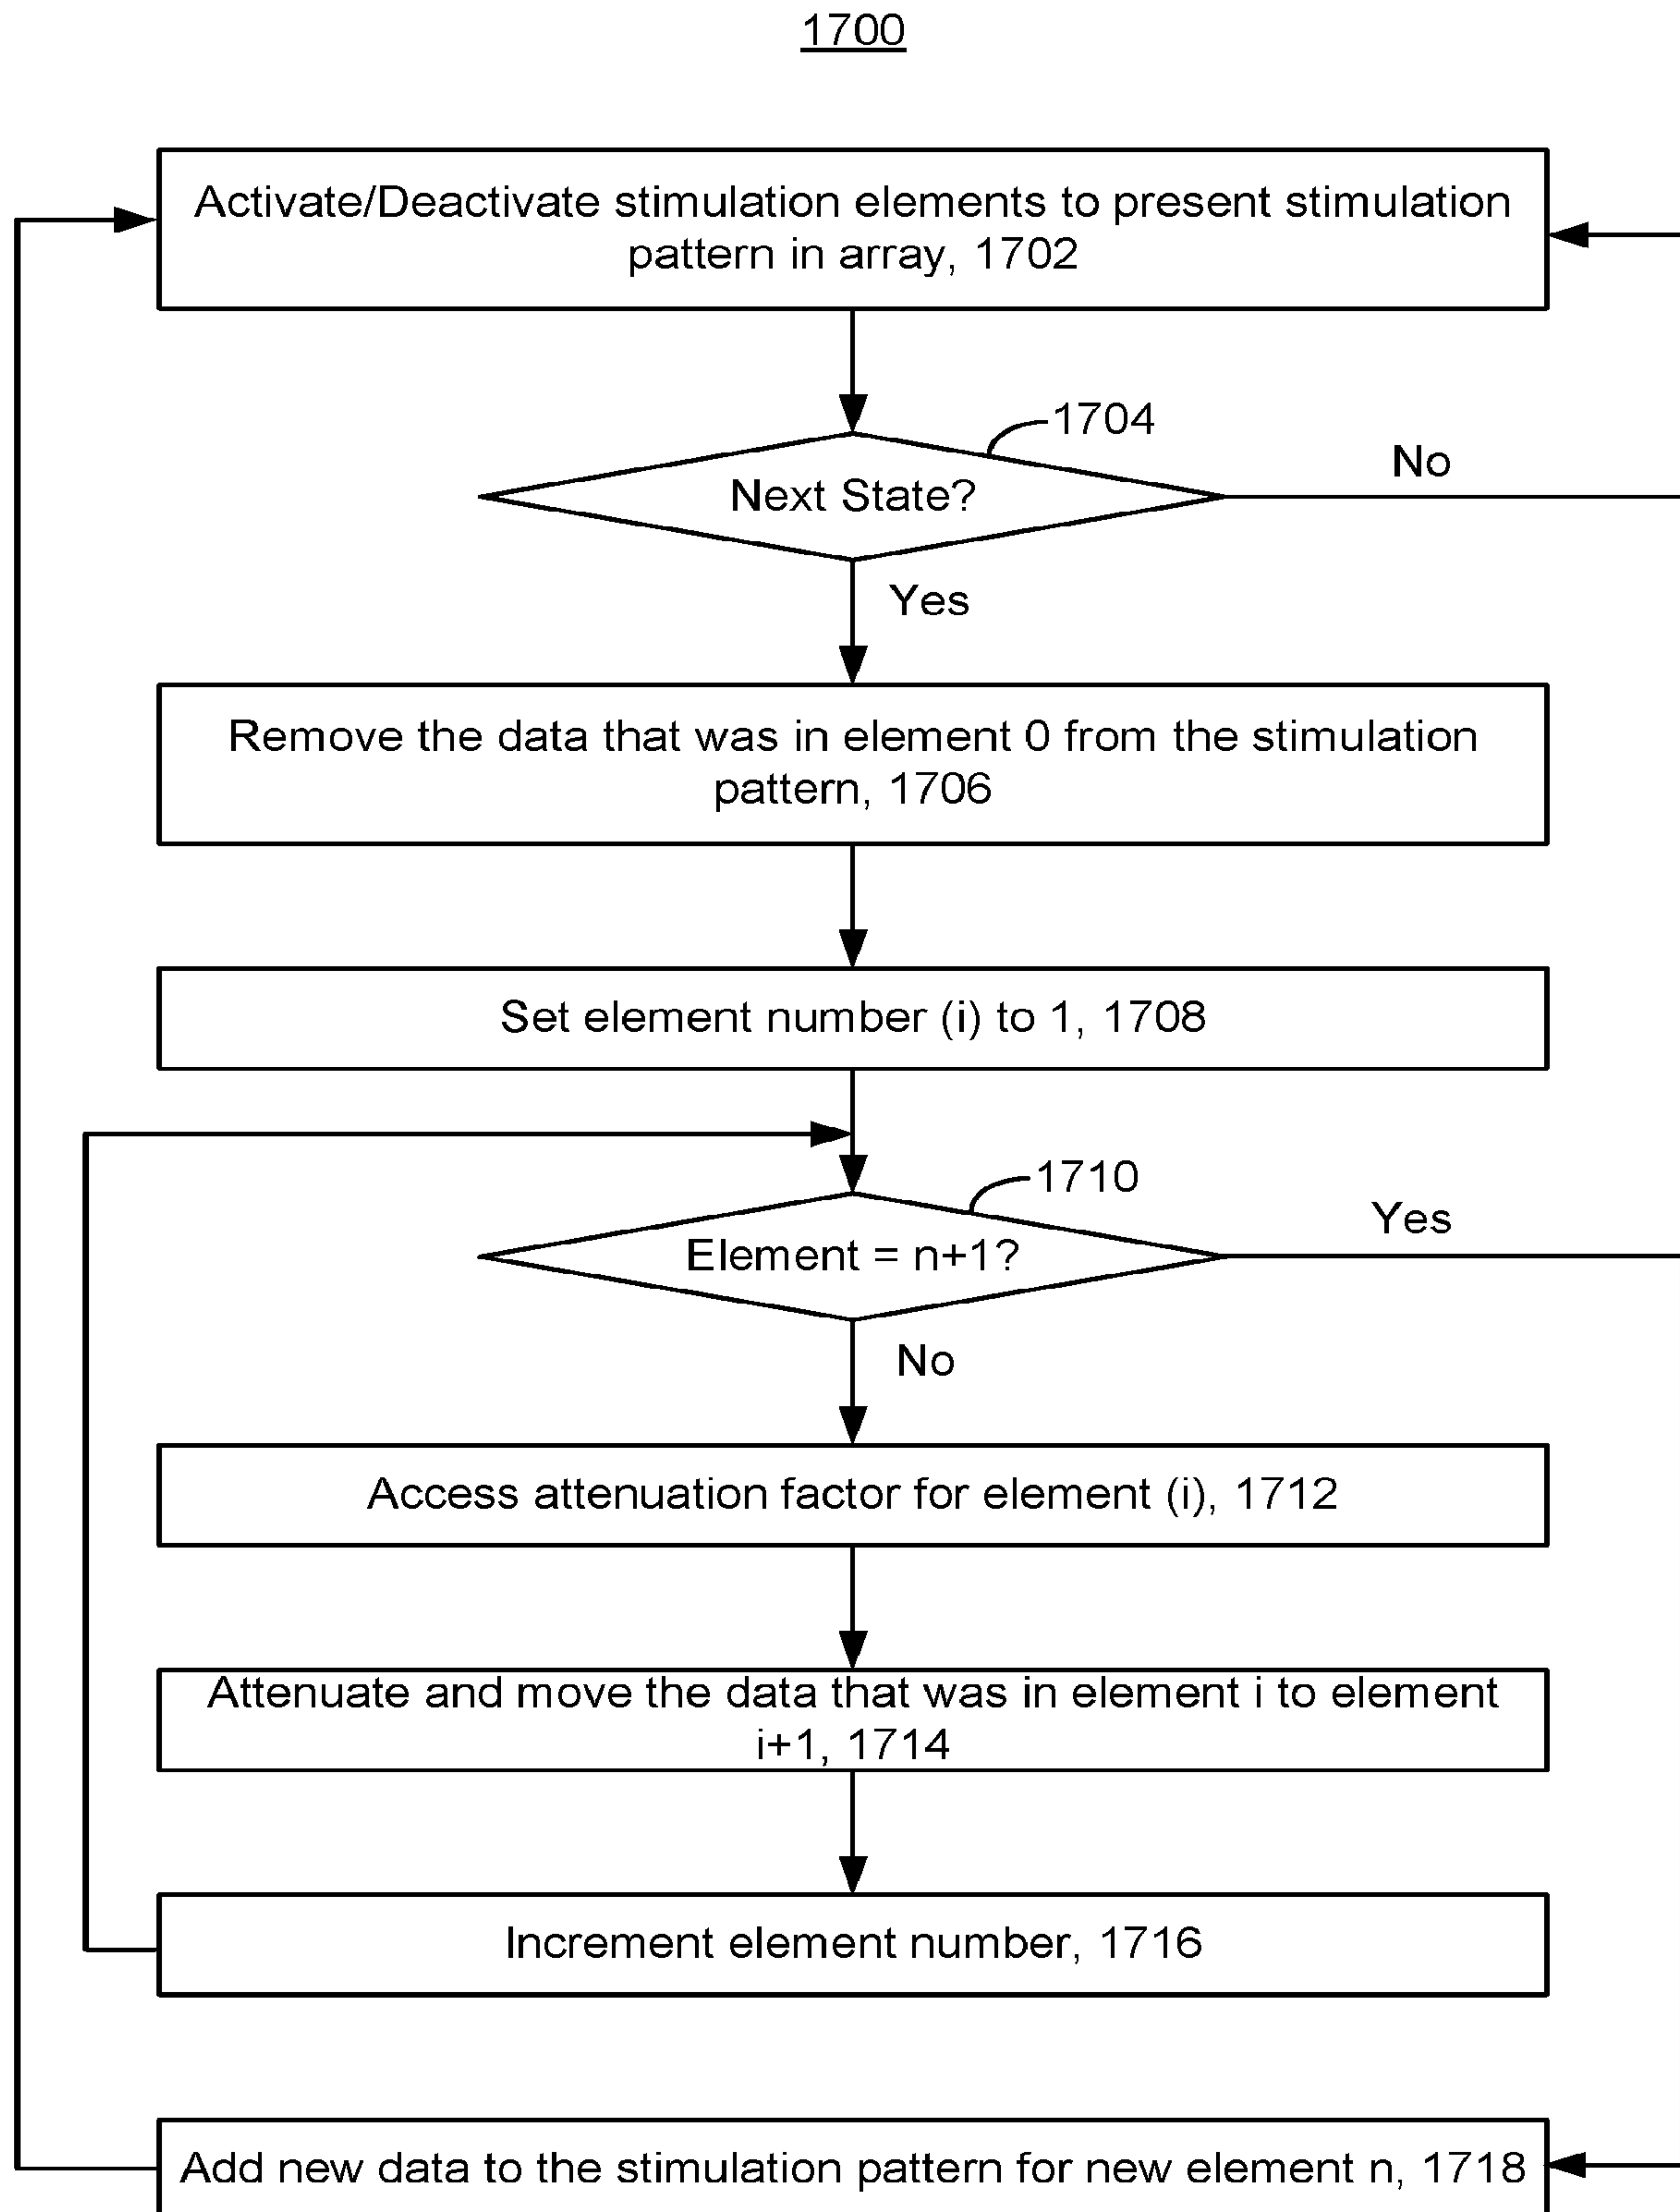 1700
Activate/Deactivate stimulation elements to present stimulation
pattern in array, 1702
1704
No
Next State?
Yes
Remove the data that was in element 0 from the stimulation
pattern, 1706
Set element number (i) to 1, 1708
1710
Yes
Element = n+1?
No
Access attenuation factor for element (i), 1712
Attenuate and move the data that was in element i to element
i+1, 1714
Increment element number, 1716
Add new data to the stimulation pattern for new element n, 1718